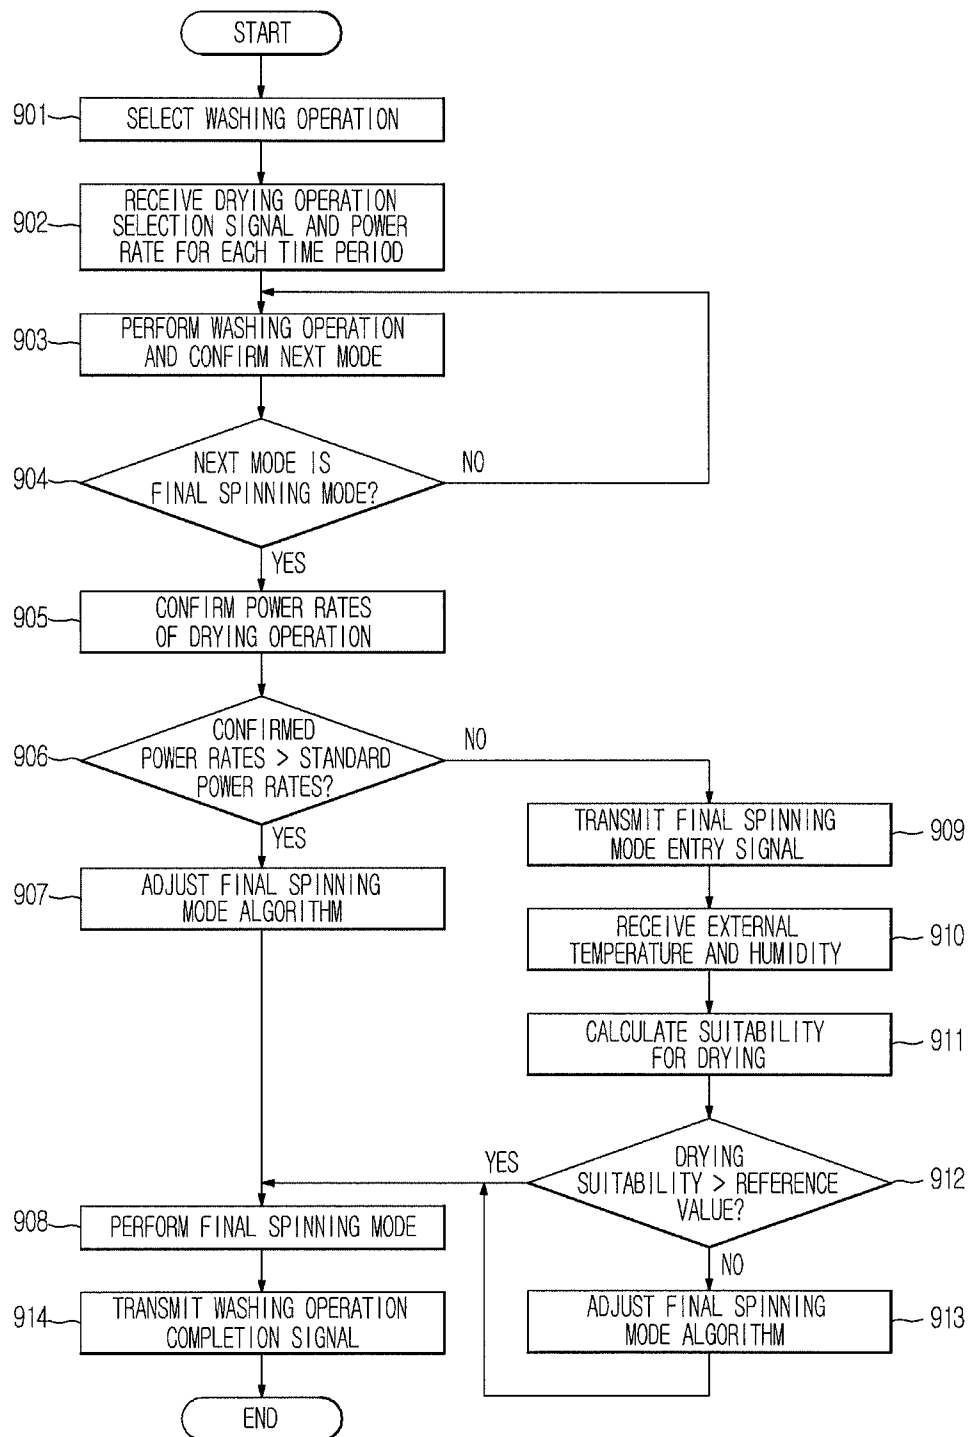 START
901
SELECT WASHING OPERATION
902
RECEIVE DRYING OPERATION
SELECTION SIGNAL AND POWER
RATE FOR EACH TIME PERIOD
903
PERFORM WASHING OPERATION
AND CONFIRM NEXT MODE
904
NEXT MODE IS
FINAL SPINNING MODE?
NO
YES
905
CONFIRM POWER RATES
OF DRYING OPERATION
906
CONFIRMED
POWER RATES > STANDARD
POWER RATES?
NO
YES
907
ADJUST FINAL SPINNING
MODE ALGORITHM
TRANSMIT FINAL SPINNING
MODE ENTRY SIGNAL
909
RECEIVE EXTERNAL
TEMPERATURE AND HUMIDITY
910
CALCULATE SUITABILITY
FOR DRYING
911
DRYING
SUITABILITY > REFERENCE
VALUE?
912
YES
NO
908
PERFORM FINAL SPINNING MODE
ADJUST FINAL SPINNING
MODE ALGORITHM
913
914
TRANSMIT WASHING OPERATION
COMPLETION SIGNAL
END